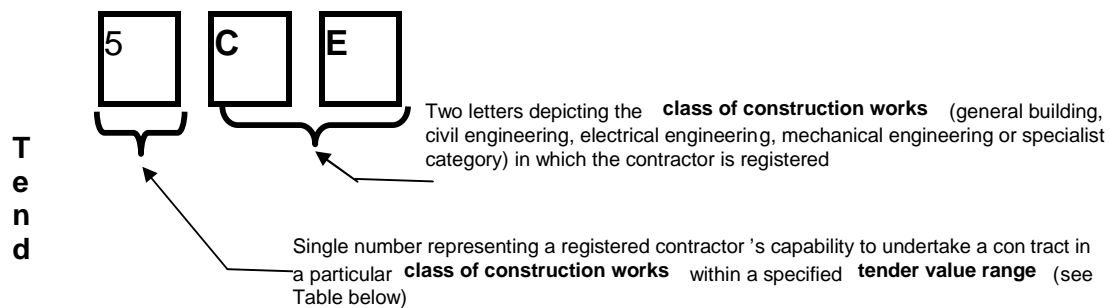 5 C E
Two letters depicting the class of construction works (general building,
civil engineering, electrical engineering, mechanical engineering or specialist
category) in which the contractor is registered
T
e
n
d
Single number representing a registered contractor 's capability to undertake a con tract in
a particular class of construction works within a specified tender value range (see
Table below)